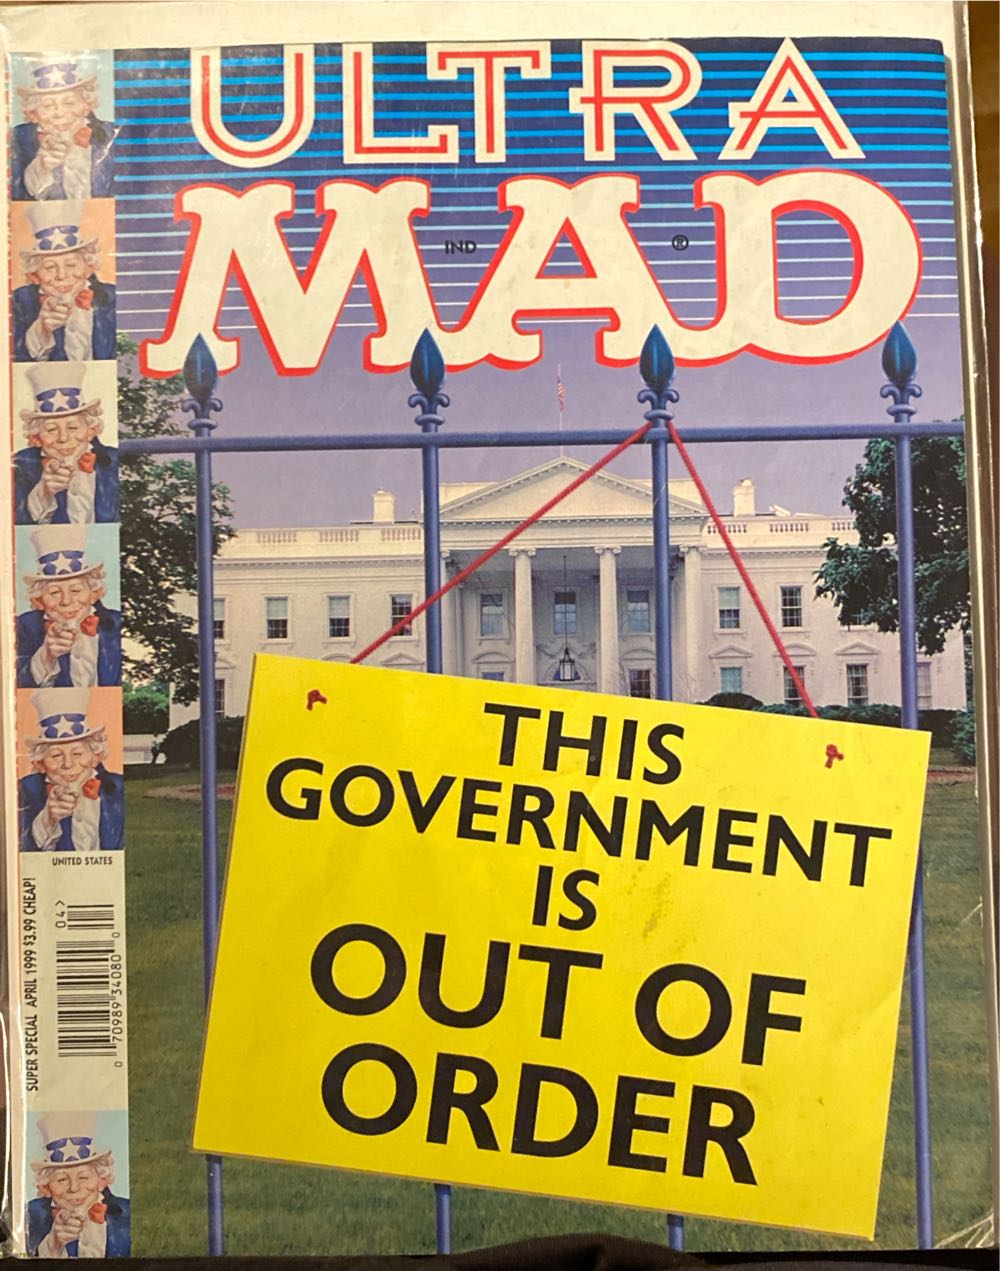 ULTRA
MAD
IND
®
THIS
GOVERNMENT
IS
OUT OF
ORDER
UNITED STATES
SUPER SPECIAL APRIL 1999 $3.99 CHEAP!
04>
0 70989 34080 0